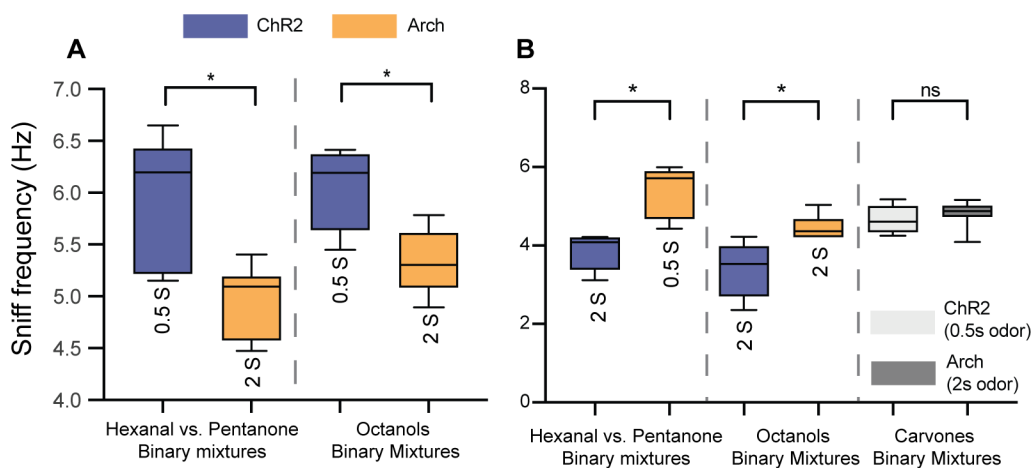 ChR2
Arch
A
B
Sniff frequency (Hz)
7.0
6.5
6.0
5.5
5.0
4.5
4.0
*
*
0.5 S
2 S
0.5 S
2 S
Hexanal vs. Pentanone
Binary mixtures
Octanols
Binary Mixtures
8
6
4
2
0
*
*
ns
2 S
0.5 S
2 S
2 S
ChR2
(0.5s odor)
Arch
(2s odor)
Hexanal vs. Pentanone
Binary mixtures
Octanols
Binary Mixtures
Carvones
Binary Mixtures